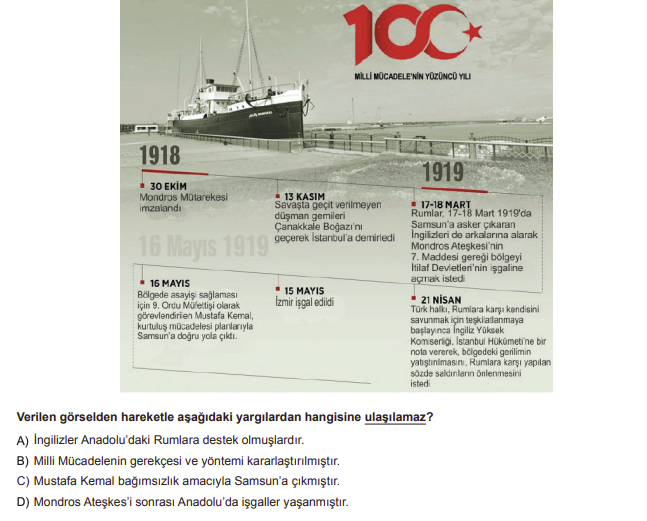 100
MİLLİ MÜCADELE'NİN YÜZÜNCÜ YILI
1918
30 EKİM
Mondros Mütarekesi
imzalandı
13 KASIM
Savaşta geçit verilmeyen
düşman gemileri
Çanakkale Boğazı'nı
geçerek İstanbul'a demirledi
1919
17-18 MART
Rumlar, 17-18 Mart 1919'da
Samsun'a asker çıkaran
İngilizleri de arkalarına alarak
Mondros Ateşkesi'nin
7. Maddesi gereği bölgeyi
İtilaf Devletleri'nin işgaline
açmak istedi
16 Mayıs 1919
16 MAYIS
Bölgede asayişi sağlaması
için 9. Ordu Müfettişi olarak
görevlendirilen Mustafa Kemal,
kurtuluş mücadelesi planlarıyla
Samsun'a doğru yola çıktı.
15 MAYIS
İzmir işgal edildi
21 NİSAN
Türk halkı, Rumlara karşı kendisini
savunmak için teşkilatlanmaya
başlayınca İngiliz Yüksek
Komiserliği, İstanbul Hükümeti'ne bir
nota vererek, bölgedeki gerilimin
yatıştırılmasını, Rumlara karşı yapılan
sözde saldırıların önlenmesini
istedi
Verilen görselden hareketle aşağıdaki yargılardan hangisine ulaşılamaz?
A) İngilizler Anadolu'daki Rumlara destek olmuşlardır.
B) Milli Mücadelenin gerekçesi ve yöntemi kararlaştırılmıştır.
C) Mustafa Kemal bağımsızlık amacıyla Samsun'a çıkmıştır.
D) Mondros Ateşkes'i sonrası Anadolu'da işgaller yaşanmıştır.